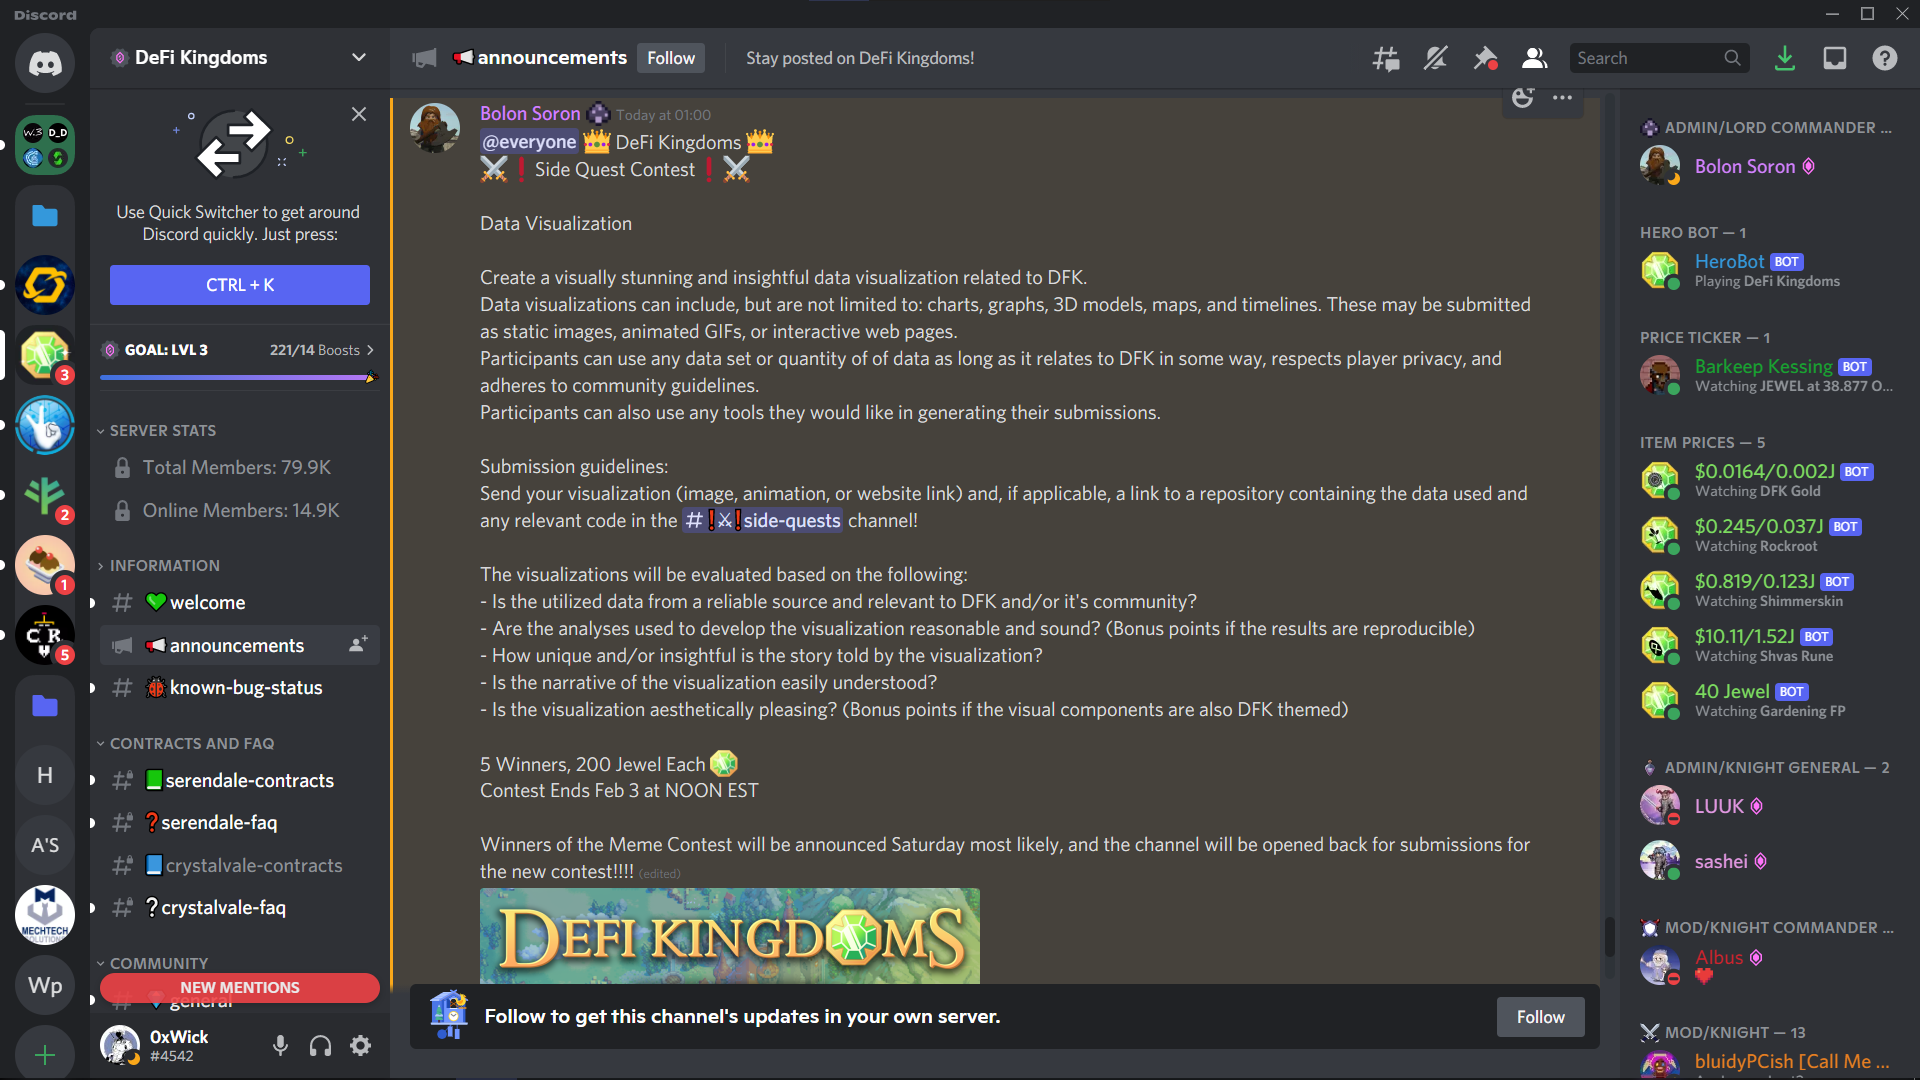 Discord
DeFi Kingdoms
Use Quick Switcher to get around
Discord quickly. Just press:
CTRL + K
GOAL: LVL 3
221/14 Boosts
SERVER STATS
Total Members: 79.9K
Online Members: 14.9K
INFORMATION
welcome
announcements
known-bug-status
CONTRACTS AND FAQ
serendale-contracts
serendale-faq
crystalvale-contracts
crystalvale-faq
COMMUNITY
NEW MENTIONS
general
0xWick
#4542
W.3
D_D
3
2
1
C R
5
H
A'S
MECHTECH
SOLUTIONS
Wp
announcements
Follow
Stay posted on DeFi Kingdoms!
Search
Bolon Soron Today at 01:00
@everyone DeFi Kingdoms
Side Quest Contest
Data Visualization
Create a visually stunning and insightful data visualization related to DFK.
Data visualizations can include, but are not limited to: charts, graphs, 3D models, maps, and timelines. These may be submitted
as static images, animated GIFs, or interactive web pages.
Participants can use any data set or quantity of of data as long as it relates to DFK in some way, respects player privacy, and
adheres to community guidelines.
Participants can also use any tools they would like in generating their submissions.
Submission guidelines:
Send your visualization (image, animation, or website link) and, if applicable, a link to a repository containing the data used and
any relevant code in the #❗⚔❗side-quests channel!
The visualizations will be evaluated based on the following:
- Is the utilized data from a reliable source and relevant to DFK and/or it's community?
- Are the analyses used to develop the visualization reasonable and sound? (Bonus points if the results are reproducible)
- How unique and/or insightful is the story told by the visualization?
- Is the narrative of the visualization easily understood?
- Is the visualization aesthetically pleasing? (Bonus points if the visual components are also DFK themed)
5 Winners, 200 Jewel Each
Contest Ends Feb 3 at NOON EST
Winners of the Meme Contest will be announced Saturday most likely, and the channel will be opened back for submissions for
the new contest!!!! (edited)
DEFI KINGDOMS
Follow to get this channel's updates in your own server.
Follow
ADMIN/LORD COMMANDER ...
Bolon Soron
HERO BOT — 1
HeroBot BOT
Playing DeFi Kingdoms
PRICE TICKER — 1
Barkeep Kessing BOT
Watching JEWEL at 38.877 O...
ITEM PRICES — 5
$0.0164/0.002J BOT
Watching DFK Gold
$0.245/0.037J BOT
Watching Rockroot
$0.819/0.123J BOT
Watching Shimmerskin
$10.11/1.52J BOT
Watching Shvas Rune
40 Jewel BOT
Watching Gardening FP
ADMIN/KNIGHT GENERAL — 2
LUUK
sashei
MOD/KNIGHT COMMANDER ...
Albus
MOD/KNIGHT — 13
bluidyPCish [Call Me ...